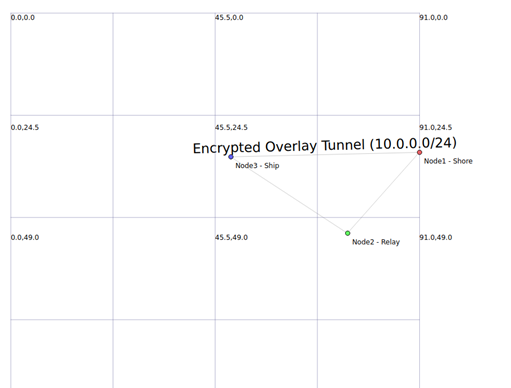 0.0,0.0
45.5,0.0
91.0,0.0
0.0,24.5
45.5,24.5
91.0,24.5
Encrypted Overlay Tunnel (10.0.0.0/24)
Node3 - Ship
Node1 - Shore
0.0,49.0
45.5,49.0
Node2 - Relay
91.0,49.0